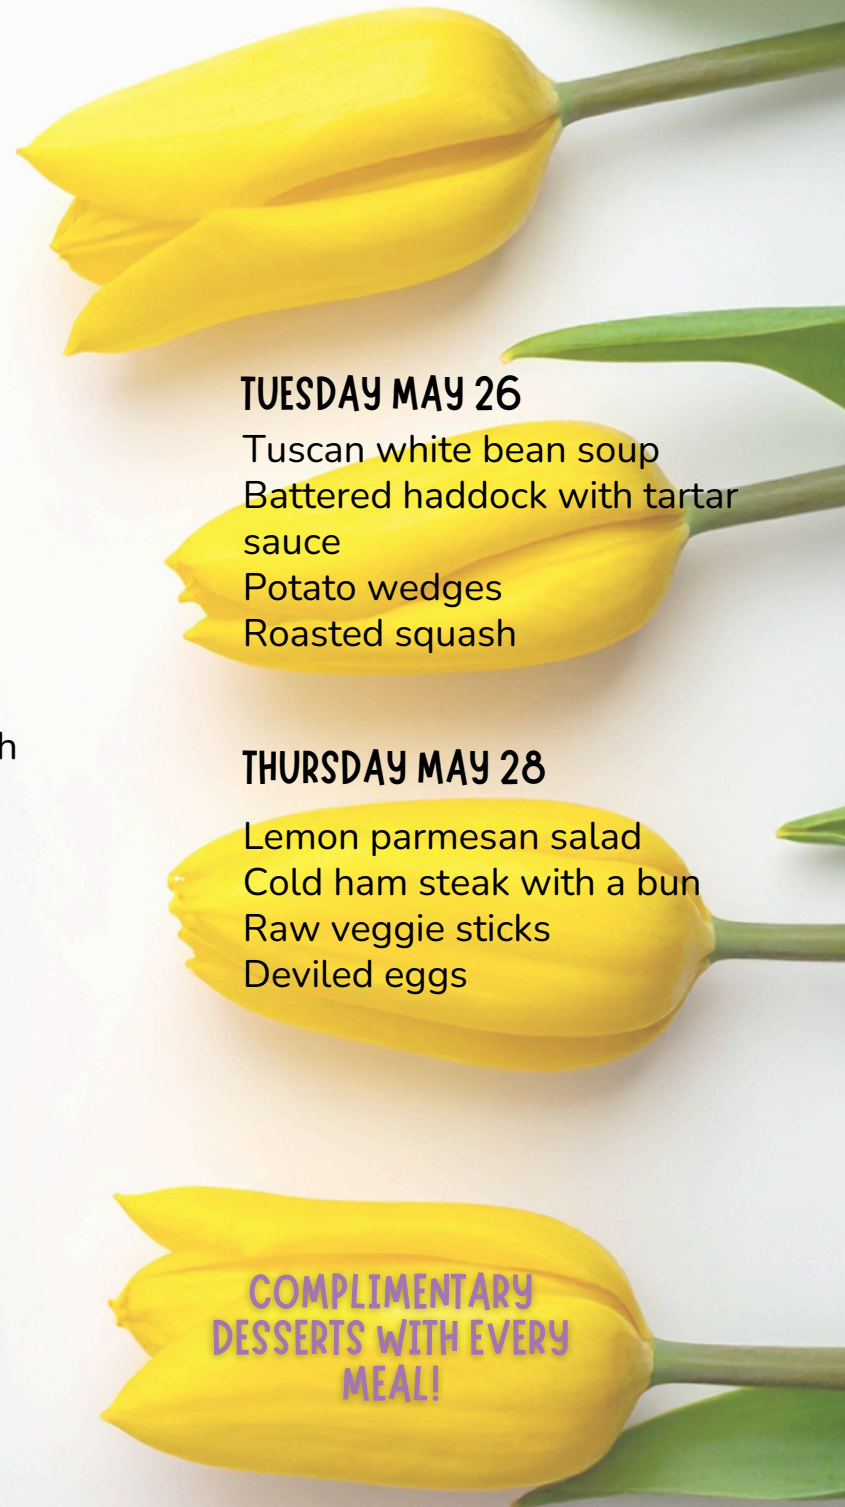 TUESDAY MAY 26
Tuscan white bean soup
Battered haddock with tartar
sauce
Potato wedges
Roasted squash
h
THURSDAY MAY 28
Lemon parmesan salad
Cold ham steak with a bun
Raw veggie sticks
Deviled eggs
COMPLIMENTARY
DESSERTS WITH EVERY
MEAL!